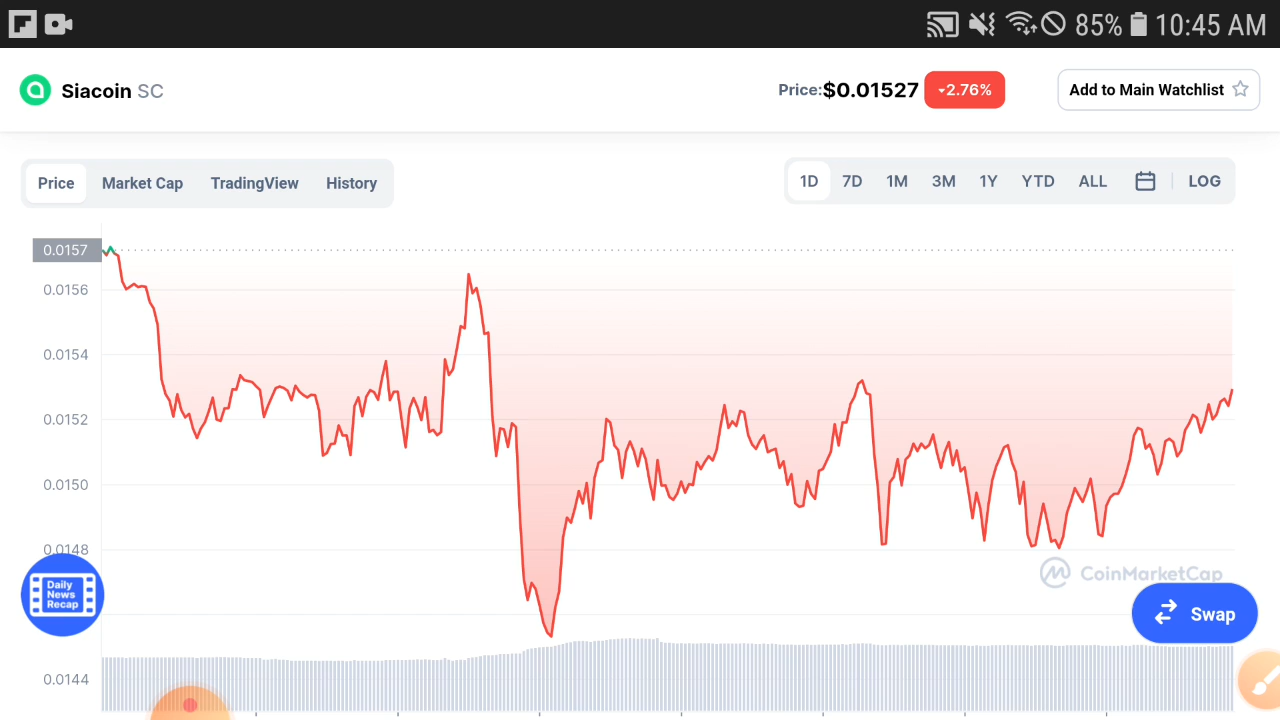 85% 10:45 AM
Siacoin SC
Price:$0.01527 2.76%
Add to Main Watchlist
Price Market Cap TradingView History
1D 7D 1M 3M 1Y YTD ALL LOG
0.0157
0.0156
0.0154
0.0152
0.0150
0.0148
CoinMarketCap
Daily
News
Recap
Swap
0.0144